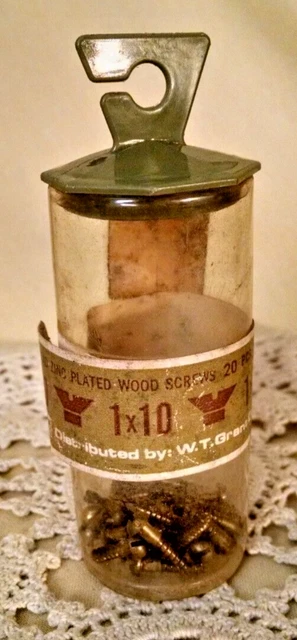 ZINC PLATED WOOD SCREWS 20
1x10
Distributed by: W.T.Gran